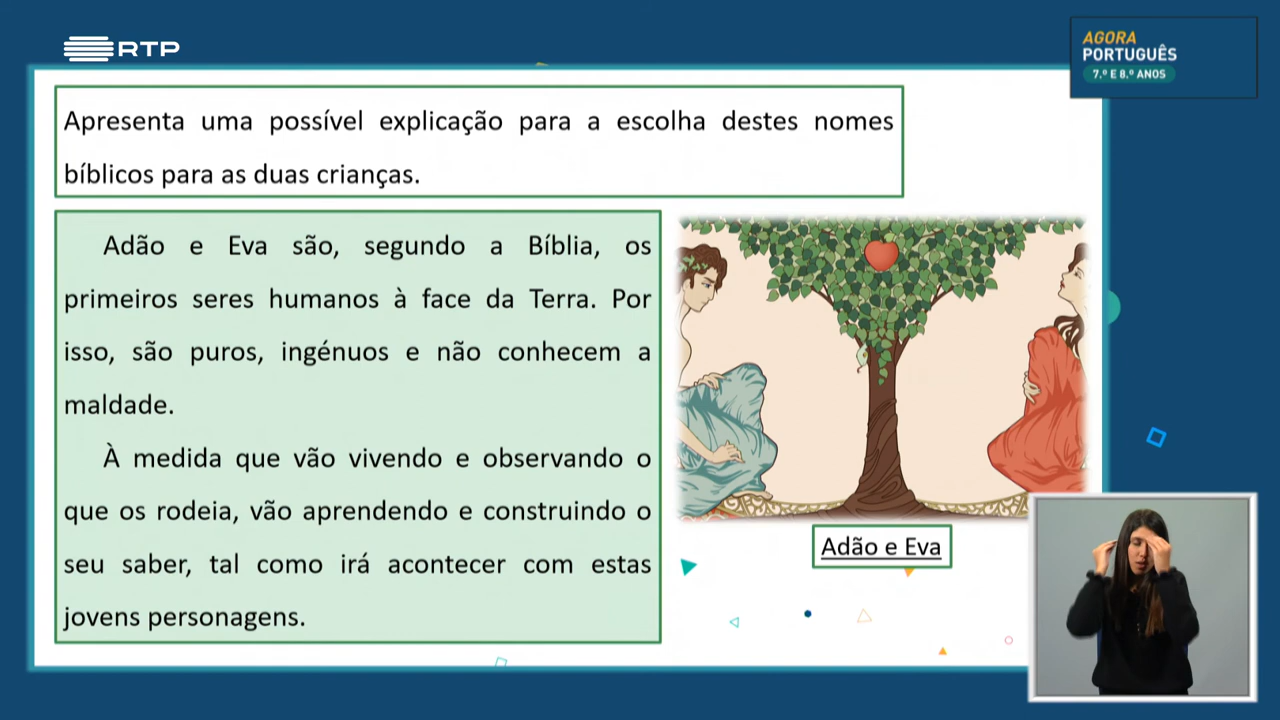 RTP
AGORA
PORTUGUÊS
7.º E 8.º ANOS
Apresenta uma possível explicação para a escolha destes nomes
bíblicos para as duas crianças.
Adão e Eva são, segundo a Bíblia, os
primeiros seres humanos à face da Terra. Por
isso, são puros, ingénuos e não conhecem a
maldade.
À medida que vão vivendo e observando o
que os rodeia, vão aprendendo e construindo o
seu saber, tal como irá acontecer com estas
jovens personagens.
Adão e Eva